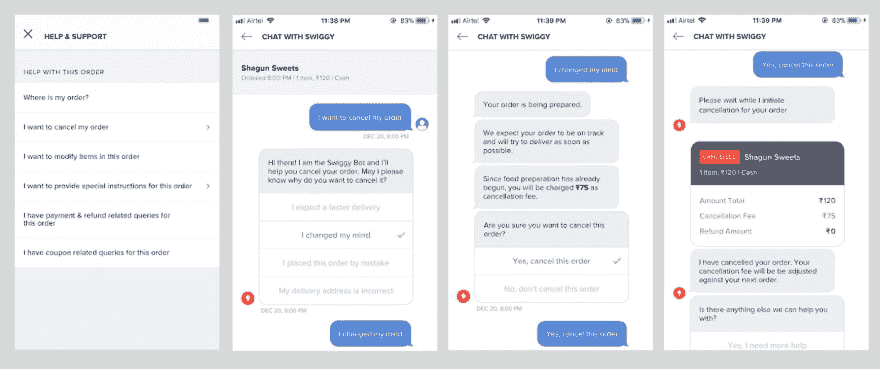 HELP & SUPPORT
HELP WITH THIS ORDER
Where is my order?
I want to cancel my order
I want to modify items in this order
I want to provide special instructions for this order
I have payment & refund related queries for
this order
I have coupon related queries for this order
Airtel 11:38 PM 83%
CHAT WITH SWIGGY
Shagun Sweets
Ordered 8:00 PM | 1 Item, ₹120 | Cash
I want to cancel my order
DEC 20, 8:00 PM
Hi there! I am the Swiggy Bot and I'll
help you cancel your order. May I please
know why do you want to cancel it?
I expect a faster delivery
I changed my mind
I placed this order by mistake
My delivery address is incorrect
DEC 20, 8:00 PM
I changed my mind
Airtel 11:39 PM 83%
CHAT WITH SWIGGY
I changed my mind
Your order is being prepared.
We expect your order to be on track
and will try to deliver as soon as
possible.
Since food preparation has already
begun, you will be charged ₹75 as
cancellation fee.
Are you sure you want to cancel this
order?
Yes, cancel this order
No, don't cancel this order
DEC 20, 8:00 PM
Yes, cancel this order
Airtel 11:39 PM 83%
CHAT WITH SWIGGY
Yes, cancel this order
Please wait while I initiate
cancellation for your order
Shagun Sweets
1 Item, ₹120 | Cash
Amount Total ₹120
Cancellation Fee ₹75
Refund Amount ₹0
I have cancelled your order. Your
cancellation fee will be be adjusted
against your next order.
Is there anything else we can help you
with?
Yes, I need more help